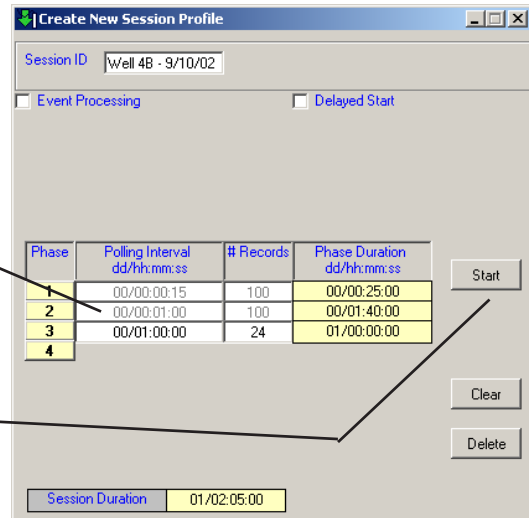 Create New Session Profile
Session ID Well 4B - 9/10/02
Event Processing Delayed Start
Phase Polling Interval dd/hh:mm:ss # Records Phase Duration dd/hh:mm:ss
1 00/00:00:15 100 00/00:25:00
2 00/00:01:00 100 00/01:40:00
3 00/01:00:00 24 01/00:00:00
4
Start
Clear
Delete
Session Duration 01/02:05:00